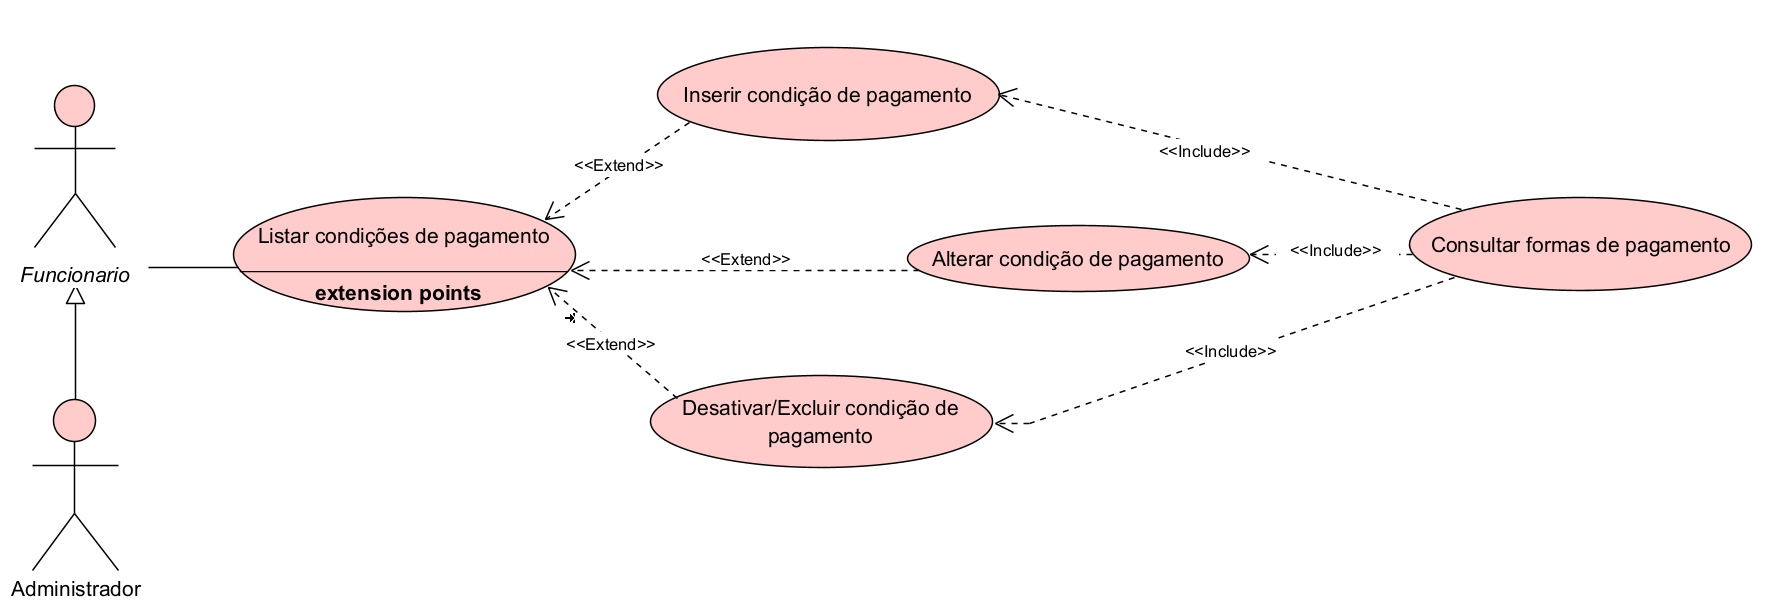 Inserir condição de pagamento
<<Include>>
<<Extend>>
Listar condições de pagamento
extension points
<<Extend>>
Alterar condição de pagamento
<<Include>>
Consultar formas de pagamento
Funcionario
<<Extend>>
<<Include>>
Desativar/Excluir condição de
pagamento
Administrador